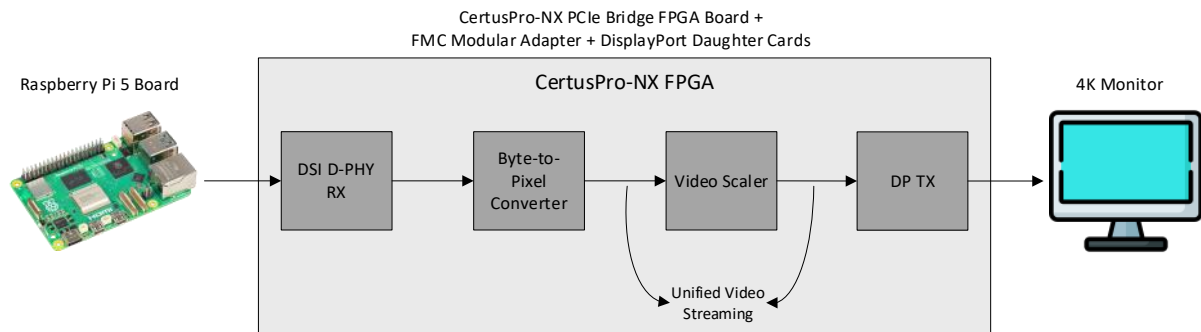 CertusPro-NX PCIe Bridge FPGA Board +
FMC Modular Adapter + DisplayPort Daughter Cards
Raspberry Pi 5 Board
CertusPro-NX FPGA
4K Monitor
DSI D-PHY
RX
Byte-to-
Pixel
Converter
Video Scaler
DP TX
Unified Video
Streaming